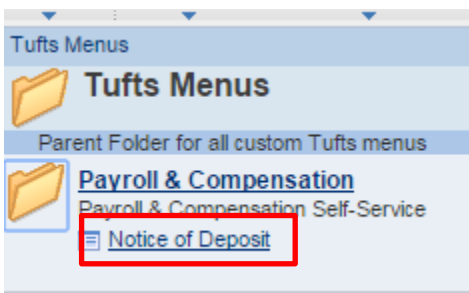 Tufts Menus
Tufts Menus
Parent Folder for all custom Tufts menus
Payroll & Compensation
Payroll & Compensation Self-Service
Notice of Deposit